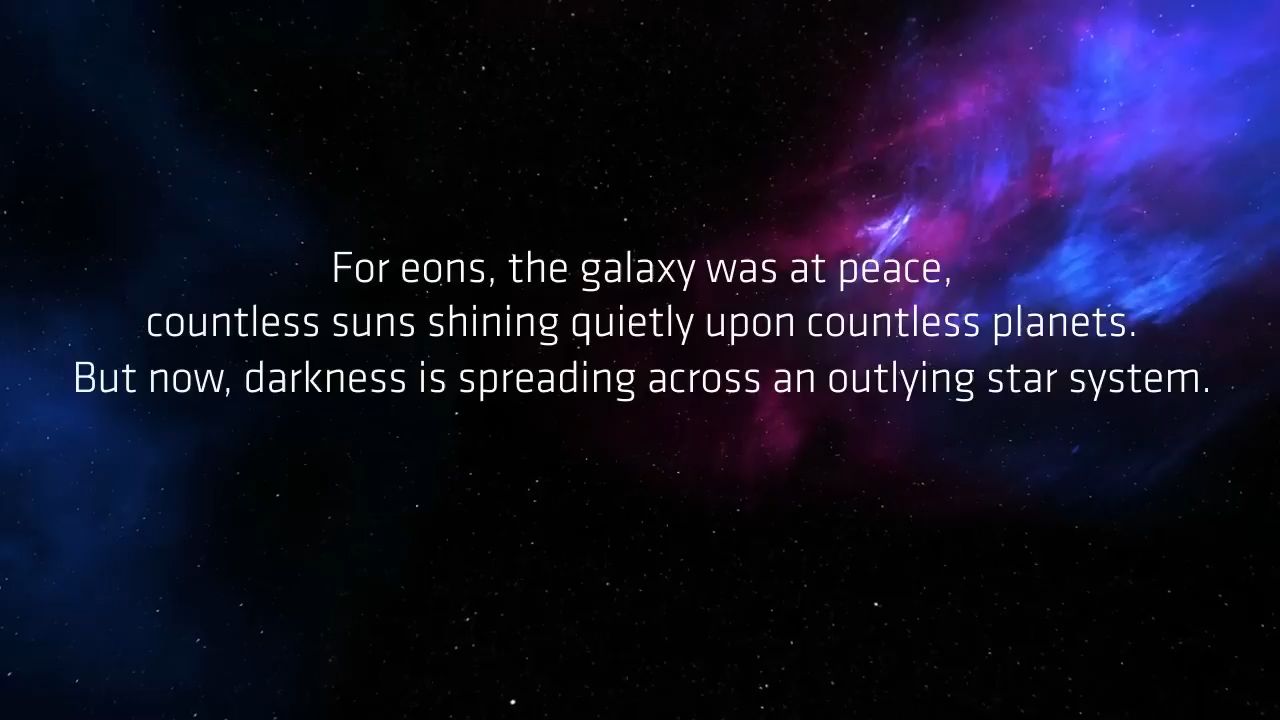 For eons, the galaxy was at peace,
countless suns shining quietly upon countless planets.
But now, darkness is spreading across an outlying star system.